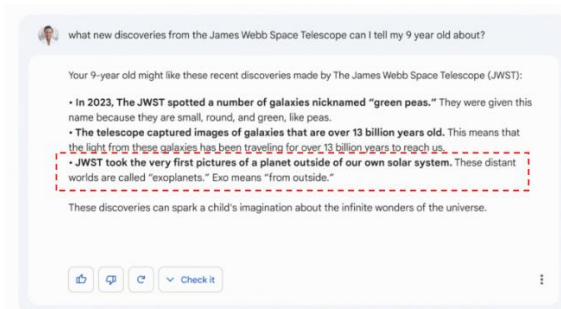 what new discoveries from the James Webb Space Telescope can I tell my 9 year old about?
Your 9-year old might like these recent discoveries made by The James Webb Space Telescope (JWST):
• In 2023, The JWST spotted a number of galaxies nicknamed “green peas.” They were given this
name because they are small, round, and green, like peas.
• The telescope captured images of galaxies that are over 13 billion years old. This means that
the light from these galaxies has been traveling for over 13 billion years to reach us.
• JWST took the very first pictures of a planet outside of our own solar system. These distant
worlds are called “exoplanets.” Exo means “from outside.”
These discoveries can spark a child's imagination about the infinite wonders of the universe.
Check it